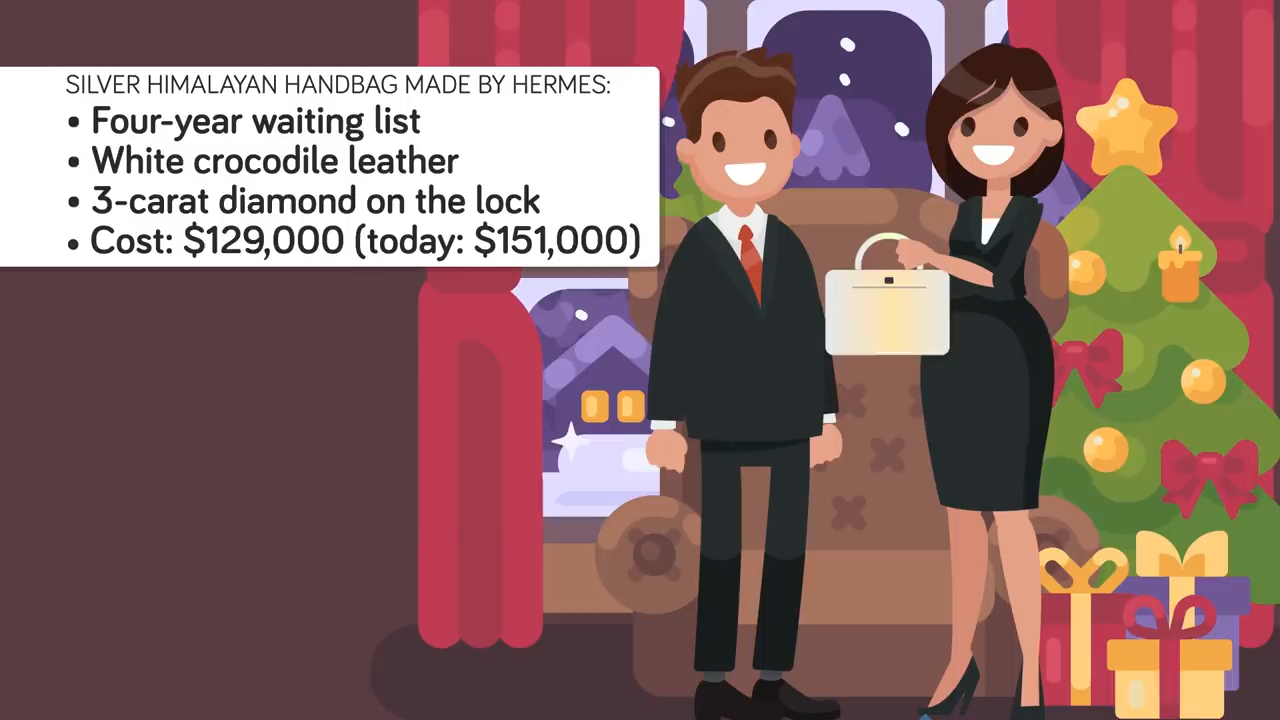 SILVER HIMALAYAN HANDBAG MADE BY HERMES:
• Four-year waiting list
• White crocodile leather
• 3-carat diamond on the lock
• Cost: $129,000 (today: $151,000)